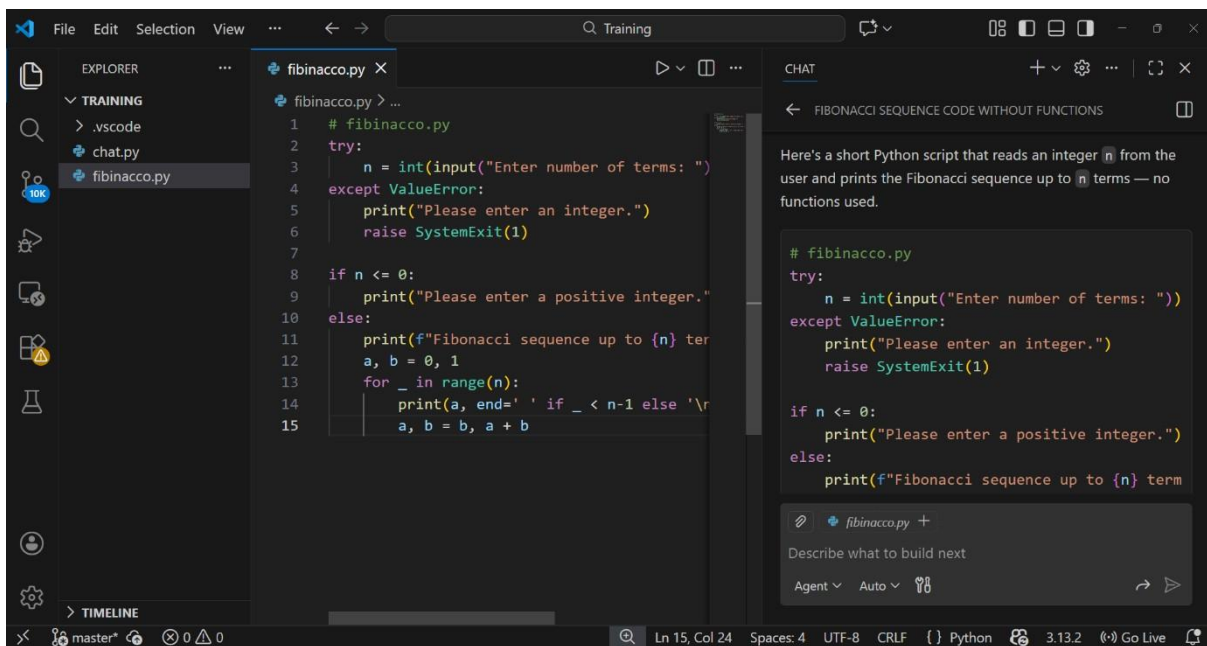 File Edit Selection View ··· Training
EXPLORER ···
TRAINING
.vscode
chat.py
fibinacco.py
10K
TIMELINE
fibinacco.py
fibinacco.py > ...
1 # fibinacco.py
2 try:
3 n = int(input("Enter number of terms: ")
4 except ValueError:
5 print("Please enter an integer.")
6 raise SystemExit(1)
7
8 if n <= 0:
9 print("Please enter a positive integer."
10 else:
11 print(f"Fibonacci sequence up to {n} ter
12 a, b = 0, 1
13 for _ in range(n):
14 print(a, end=' ' if _ < n-1 else '\n
15 a, b = b, a + b
CHAT
FIBONACCI SEQUENCE CODE WITHOUT FUNCTIONS
Here's a short Python script that reads an integer n from the
user and prints the Fibonacci sequence up to n terms — no
functions used.
# fibinacco.py
try:
n = int(input("Enter number of terms: "))
except ValueError:
print("Please enter an integer.")
raise SystemExit(1)
if n <= 0:
print("Please enter a positive integer.")
else:
print(f"Fibonacci sequence up to {n} term
fibinacco.py +
Describe what to build next
Agent Auto
master* 0 0 Ln 15, Col 24 Spaces: 4 UTF-8 CRLF {} Python 3.13.2 Go Live